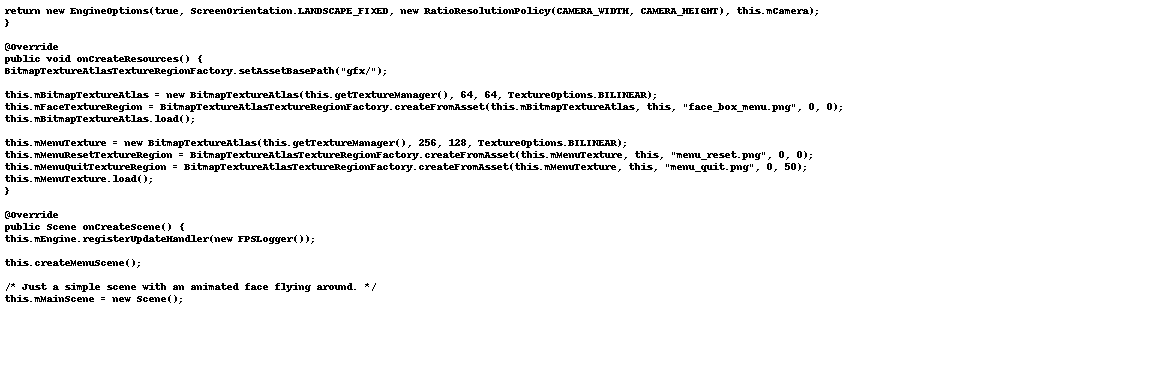 return new EngineOptions(true, ScreenOrientation.LANDSCAPE_FIXED, new RatioResolutionPolicy(CAMERA_WIDTH, CAMERA_HEIGHT), this.mCamera);
}
@Override
public void onCreateResources() {
BitmapTextureAtlasTextureRegionFactory.setAssetBasePath("gfx/");
this.mBitmapTextureAtlas = new BitmapTextureAtlas(this.getTextureManager(), 64, 64, TextureOptions.BILINEAR);
this.mFaceTextureRegion = BitmapTextureAtlasTextureRegionFactory.createFromAsset(this.mBitmapTextureAtlas, this, "face_box_menu.png", 0, 0);
this.mBitmapTextureAtlas.load();
this.mMenuTexture = new BitmapTextureAtlas(this.getTextureManager(), 256, 128, TextureOptions.BILINEAR);
this.mMenuResetTextureRegion = BitmapTextureAtlasTextureRegionFactory.createFromAsset(this.mMenuTexture, this, "menu_reset.png", 0, 0);
this.mMenuQuitTextureRegion = BitmapTextureAtlasTextureRegionFactory.createFromAsset(this.mMenuTexture, this, "menu_quit.png", 0, 50);
this.mMenuTexture.load();
}
@Override
public Scene onCreateScene() {
this.mEngine.registerUpdateHandler(new FPSLogger());
this.createMenuScene();
/* Just a simple scene with an animated face flying around. */
this.mMainScene = new Scene();